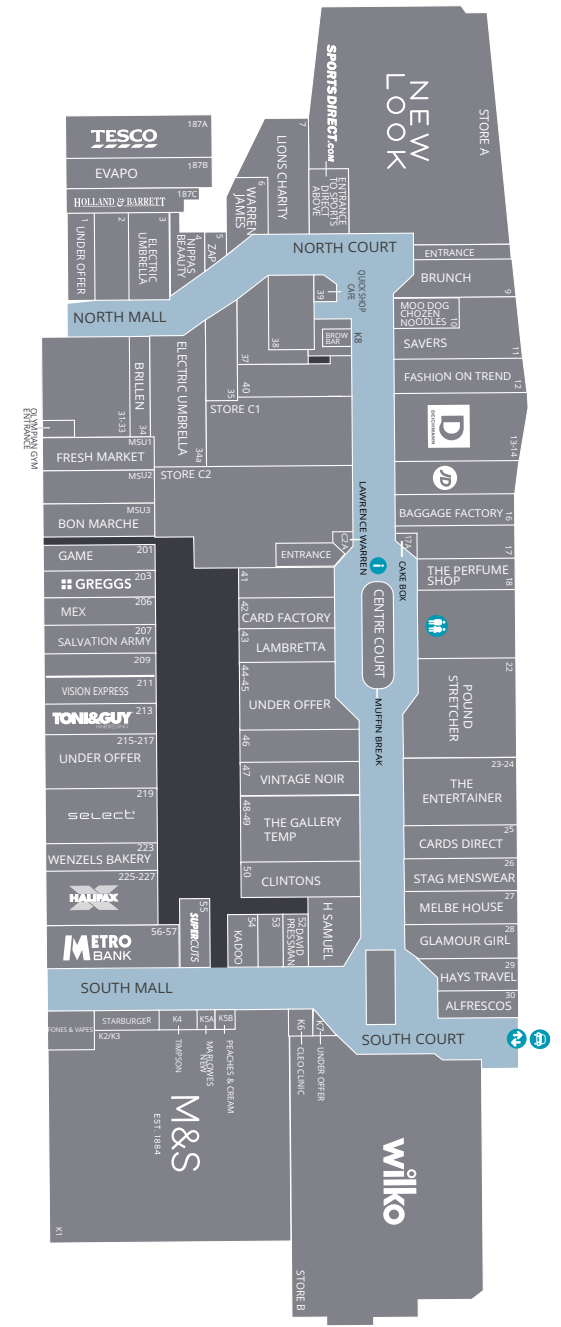 NEW
LOOK
STORE A
SPORTSDIRECT.com
7
LIONS CHARITY
ENTRANCE
TO SPORTS
DIRECT
ABOVE
187A
TESCO
187B
EVAPO
187C
HOLLAND & BARRETT
6
WARREN
JAMES
1
UNDER OFFER
2
3
ELECTRIC
UMBRELLA
4
NIPPAS
BEAAUTY
5
ZAP
NORTH COURT
ENTRANCE
BRUNCH
9
NORTH MALL
39
QUICK SHOP
CAFE
MOO DOG
CHOZEN
NOODLES
10
SAVERS
11
BROW
BAR
K8
38
37
FASHION ON TREND
12
40
35
STORE C1
ELECTRIC UMBRELLA
34a
BRILLEN
34
31-33
OLYMPIAN GYM
ENTRANCE
DEICHMANN
13-14
MSU1
FRESH MARKET
STORE C2
MSU2
JD
MSU3
BON MARCHE
LAWRENCE WARREN
C2A
BAGGAGE FACTORY
16
17A
17
CAKE BOX
201
GAME
ENTRANCE
i
THE PERFUME
SHOP
18
203
GREGGS
41
206
MEX
42
CARD FACTORY
CENTRE COURT
207
SALVATION ARMY
43
LAMBRETTA
209
44-45
UNDER OFFER
22
POUND
STRETCHER
211
VISION EXPRESS
MUFFIN BREAK
213
TONI&GUY
HAIRDRESSING
215-217
UNDER OFFER
46
47
VINTAGE NOIR
23-24
THE
ENTERTAINER
219
select
48-49
THE GALLERY
TEMP
25
CARDS DIRECT
223
WENZELS BAKERY
50
CLINTONS
26
STAG MENSWEAR
225-227
HALIFAX
27
MELBE HOUSE
55
SUPERCUTS
54
KADOO
53
52
DAVID
PRESSMAN
H SAMUEL
28
GLAMOUR GIRL
56-57
METRO
BANK
29
HAYS TRAVEL
SOUTH MALL
30
ALFRESCOS
FONES & VAPES
STARBURGER
K2/K3
K4
K5A
K5B
K6
K7
SOUTH COURT
TIMPSON
MARLOWES
NEW
PEACHES & CREAM
CLEO CLINIC
UNDER OFFER
M&S
EST. 1884
wilko
K1
STORE B